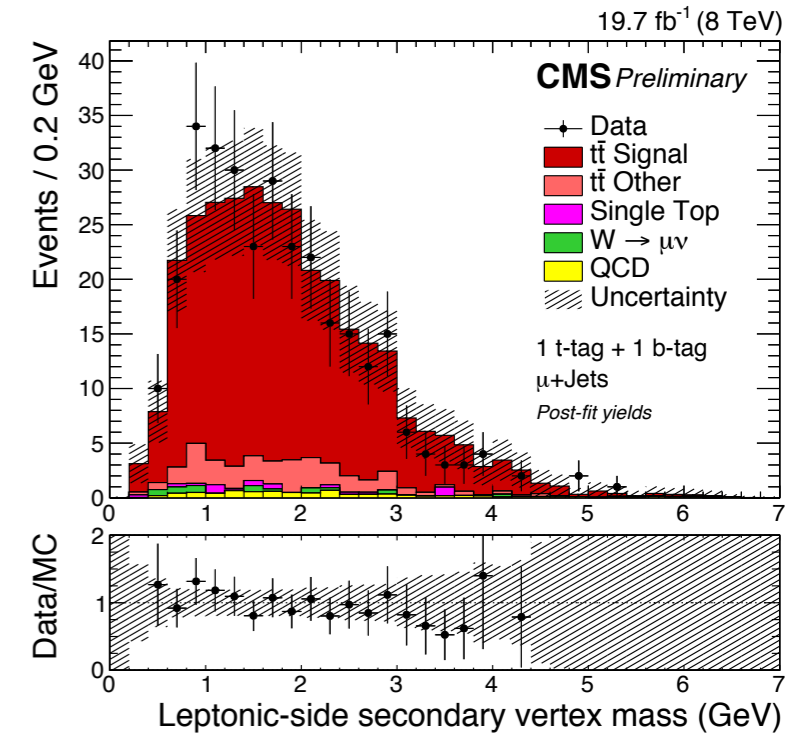 19.7 fb⁻¹ (8 TeV)
Events / 0.2 GeV
40
35
30
25
20
15
10
5
0
CMS Preliminary
Data
tt̄ Signal
tt̄ Other
Single Top
W → μν
QCD
Uncertainty
1 t-tag + 1 b-tag
μ+Jets
Post-fit yields
0 1 2 3 4 5 6 7
Data/MC
2
1
0
0 1 2 3 4 5 6 7
Leptonic-side secondary vertex mass (GeV)